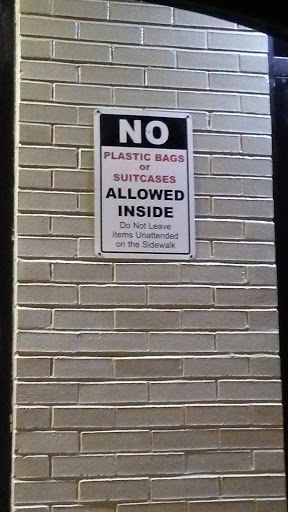 NO
PLASTIC BAGS
or
SUITCASES
ALLOWED
INSIDE
Do Not Leave
Items Unattended
on the Sidewalk